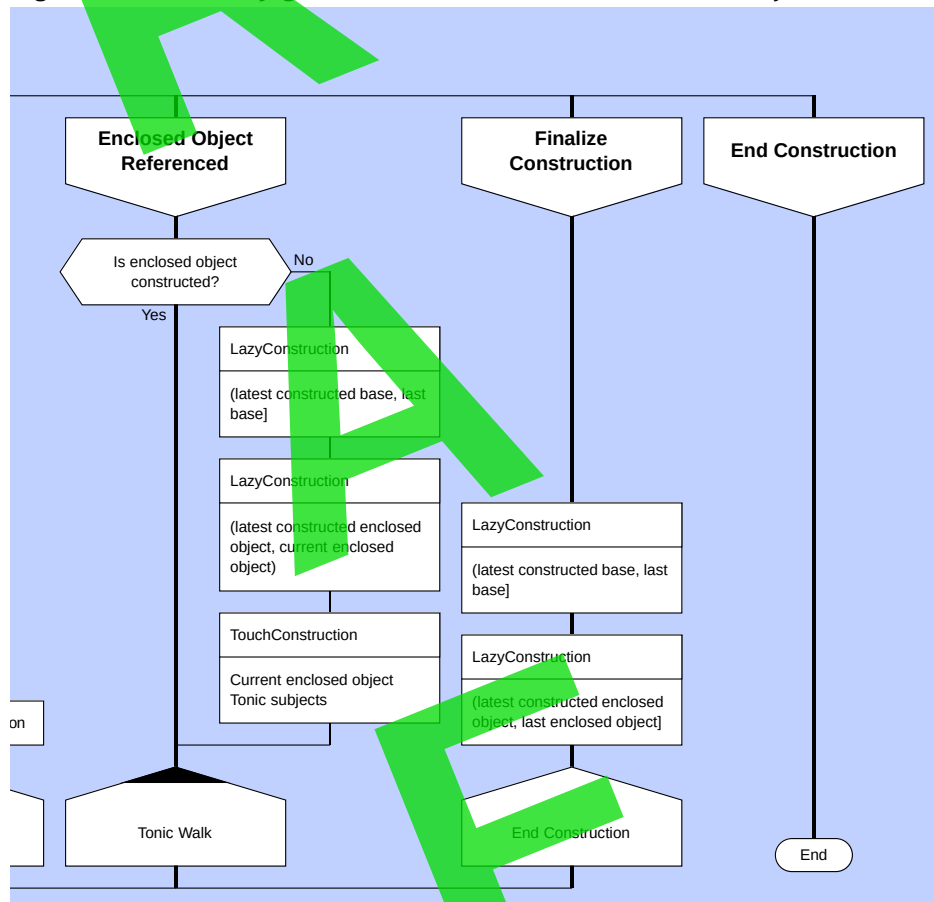 Enclosed Object
Referenced
Finalize
Construction
End Construction
Is enclosed object
constructed?
No
Yes
LazyConstruction
(latest constructed base, last
base]
LazyConstruction
(latest constructed enclosed
object, current enclosed
object)
TouchConstruction
Current enclosed object
Tonic subjects
LazyConstruction
(latest constructed base, last
base]
LazyConstruction
(latest constructed enclosed
object, last enclosed object]
on
Tonic Walk
End Construction
End